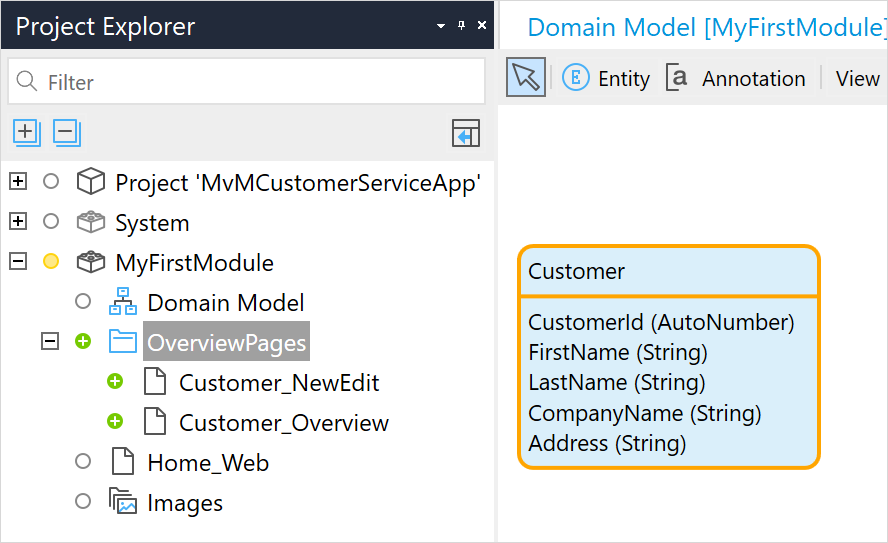 Project Explorer
Filter
Project 'MvMCustomerServiceApp'
System
MyFirstModule
Domain Model
OverviewPages
Customer_NewEdit
Customer_Overview
Home_Web
Images
Domain Model [MyFirstModule]
E Entity a Annotation View
Customer
CustomerId (AutoNumber)
FirstName (String)
LastName (String)
CompanyName (String)
Address (String)